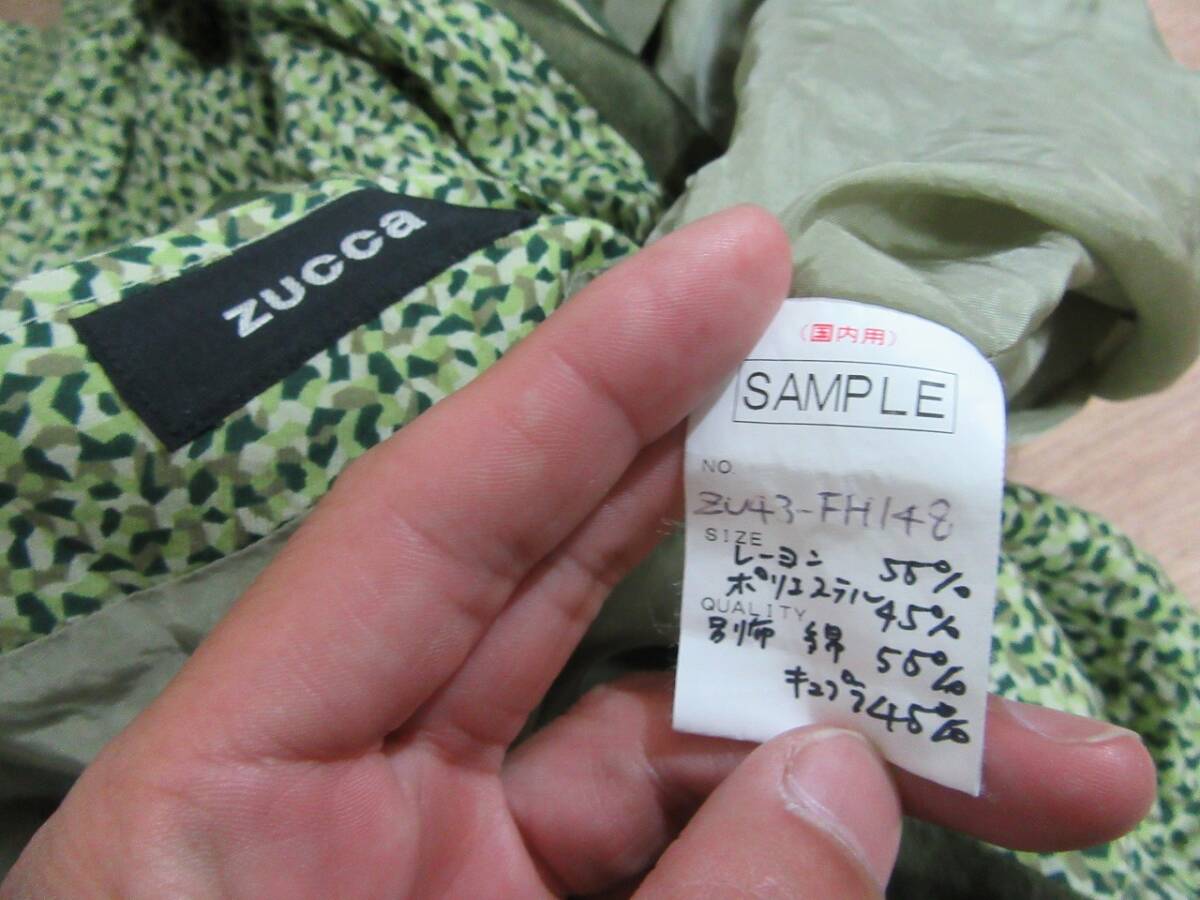 zucca
(国内用)
SAMPLE
NO.
ZU43-FH148
SIZE
レーヨン 55%
ポリエステル 45%
QUALITY
別布 綿 55%
キュプラ 45%